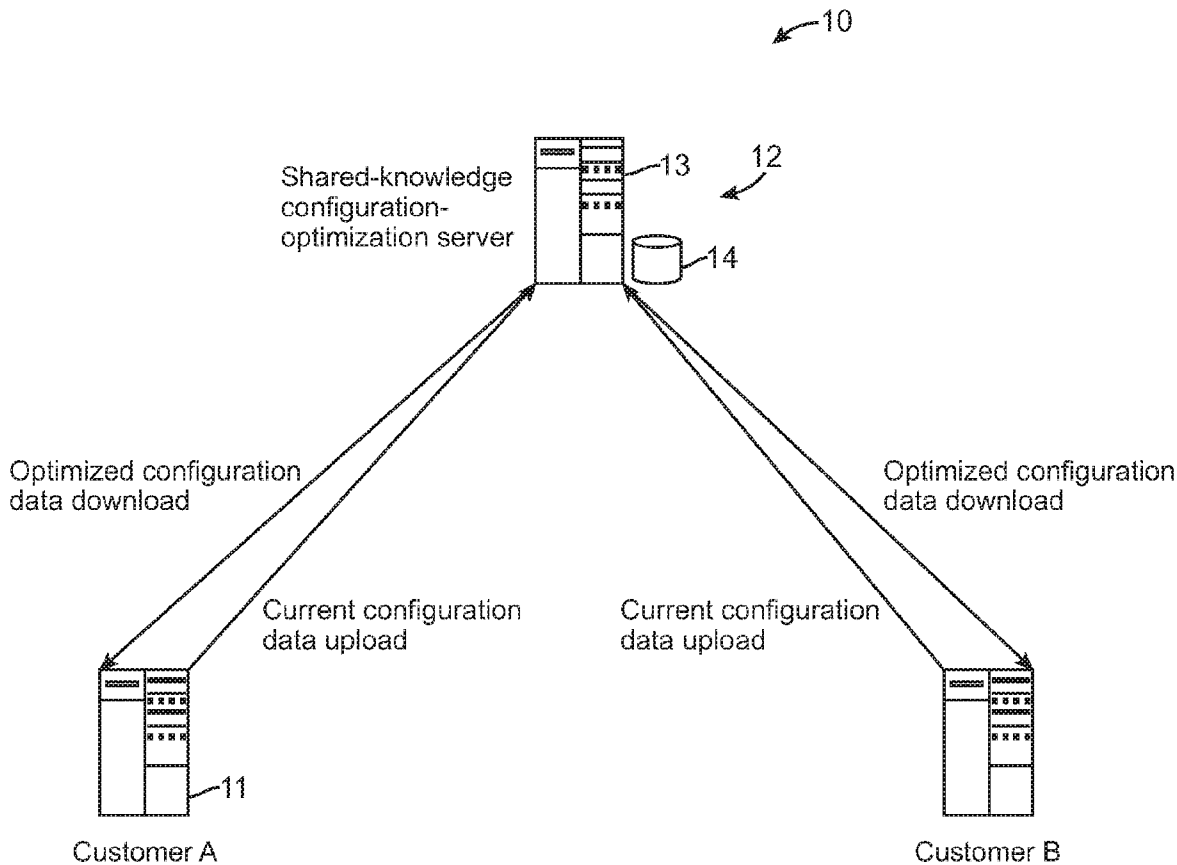 10
Shared-knowledge
configuration-
optimization server
13
12
14
Optimized configuration
data download
Optimized configuration
data download
Current configuration
data upload
Current configuration
data upload
11
Customer A
Customer B